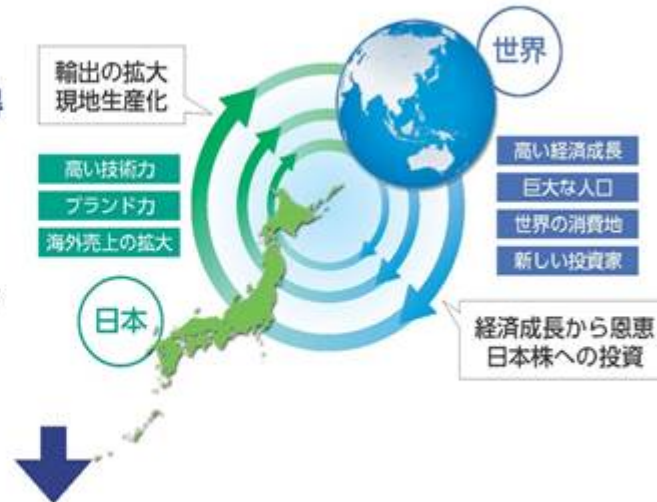 世界
輸出の拡大
現地生産化
高い技術力
ブランド力
海外売上の拡大
高い経済成長
巨大な人口
世界の消費地
新しい投資家
日本
経済成長から恩恵
日本株への投資